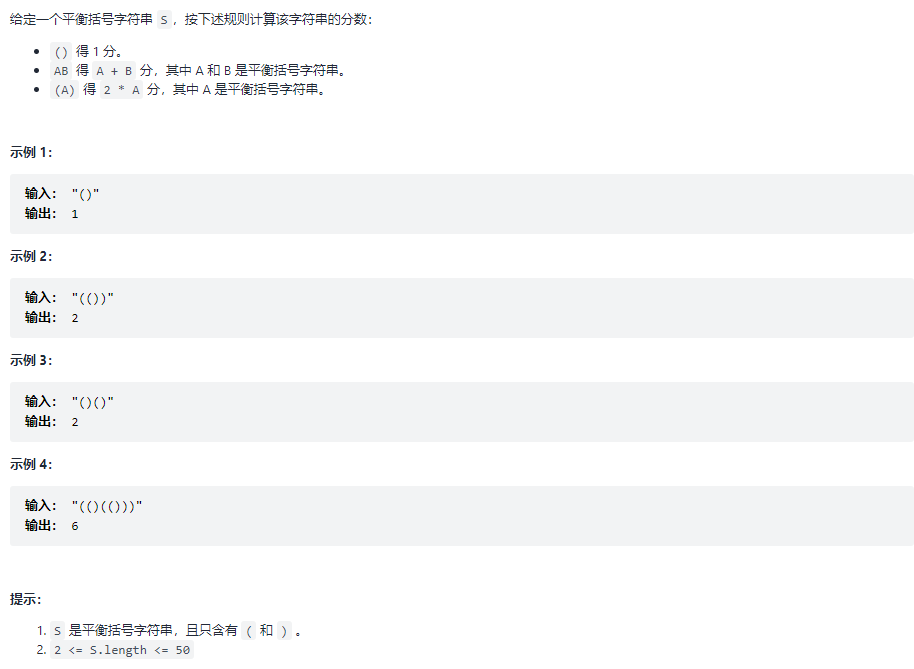 给定一个平衡括号字符串 S，按下述规则计算该字符串的分数：
• () 得 1 分。
• AB 得 A + B 分，其中 A 和 B 是平衡括号字符串。
• (A) 得 2 * A 分，其中 A 是平衡括号字符串。
示例 1：
输入： "()"
输出： 1
示例 2：
输入： "(())"
输出： 2
示例 3：
输入： "()()"
输出： 2
示例 4：
输入： "(()(()))"
输出： 6
提示：
1. S 是平衡括号字符串，且只含有 ( 和 ) 。
2. 2 <= S.length <= 50